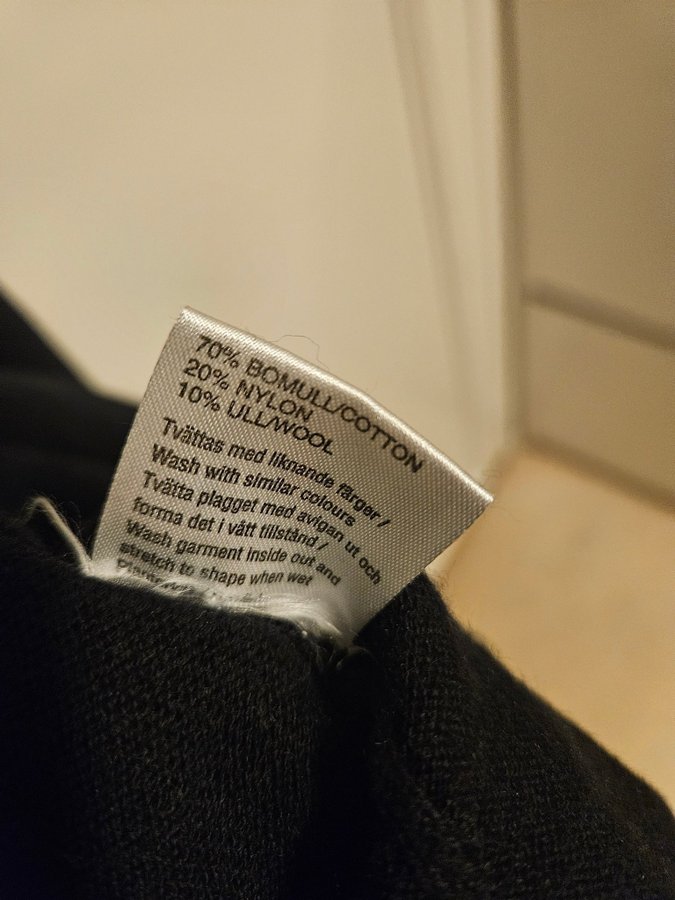 70% BOMULL/COTTON
20% NYLON
10% ULL/WOOL
Tvättas med liknande färger /
Wash with similar colours
Tvätta plagget med avigan ut och
forma det i vått tillstånd /
Wash garment inside out and
stretch to shape when wet